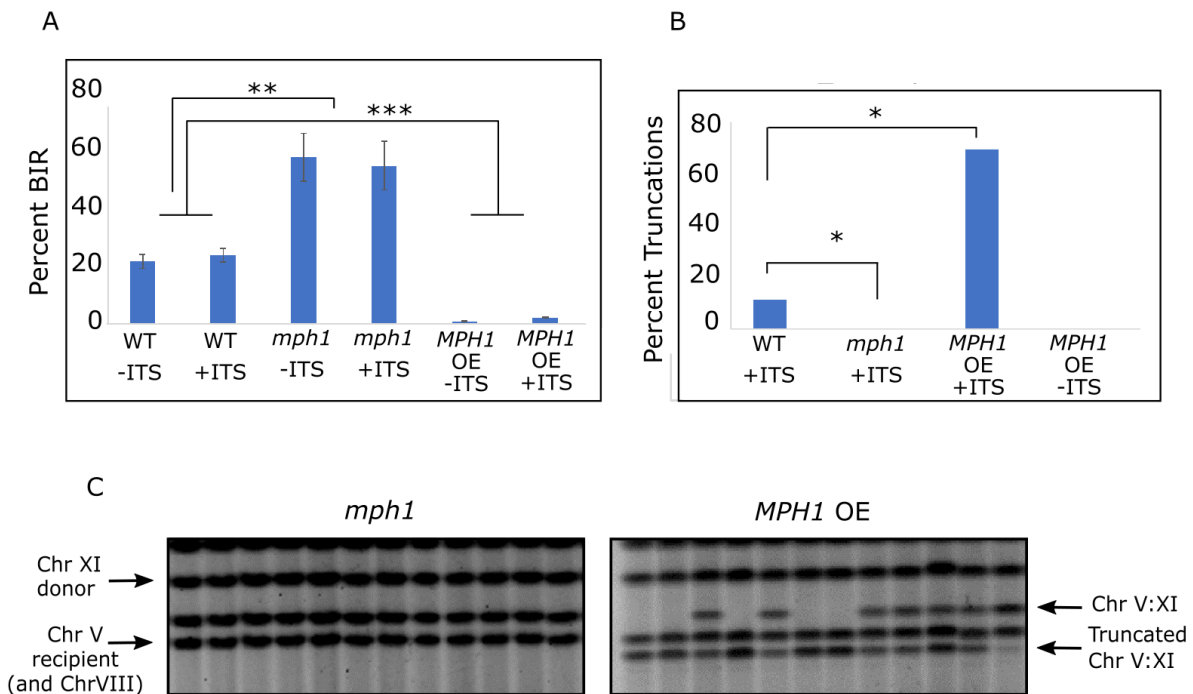 A
80
60
40
20
0
Percent BIR
**
***
WT
-ITS
WT
+ITS
mph1
-ITS
mph1
+ITS
MPH1
OE
-ITS
MPH1
OE
+ITS
B
80
60
40
20
0
Percent Truncations
*
*
WT
+ITS
mph1
+ITS
MPH1
OE
+ITS
MPH1
OE
-ITS
C
mph1
MPH1 OE
Chr XI
donor
Chr V
recipient
(and ChrVIII)
Chr V:XI
Truncated
Chr V:XI